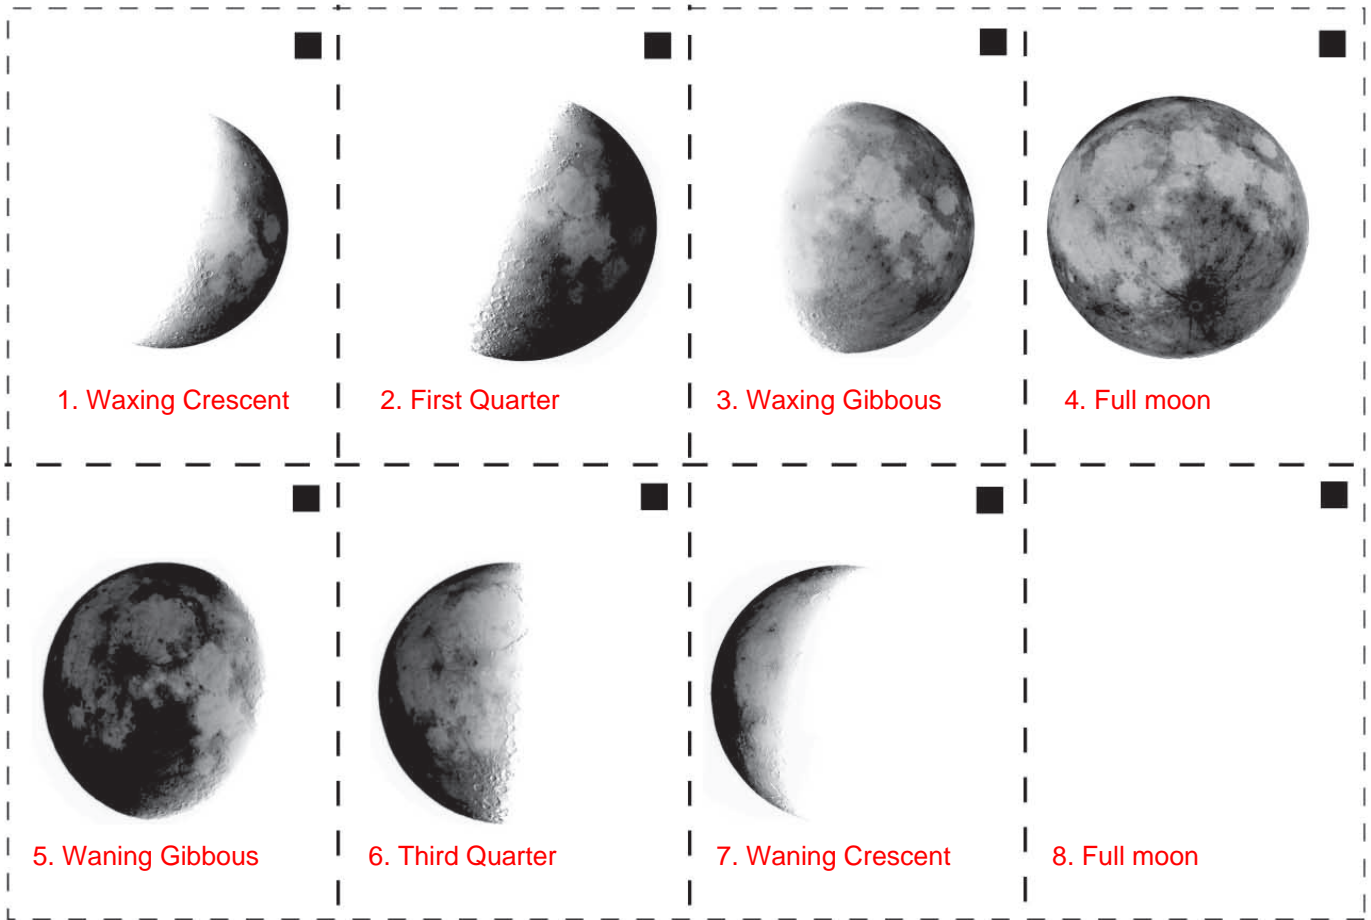 1. Waxing Crescent
2. First Quarter
3. Waxing Gibbous
4. Full moon
5. Waning Gibbous
6. Third Quarter
7. Waning Crescent
8. Full moon